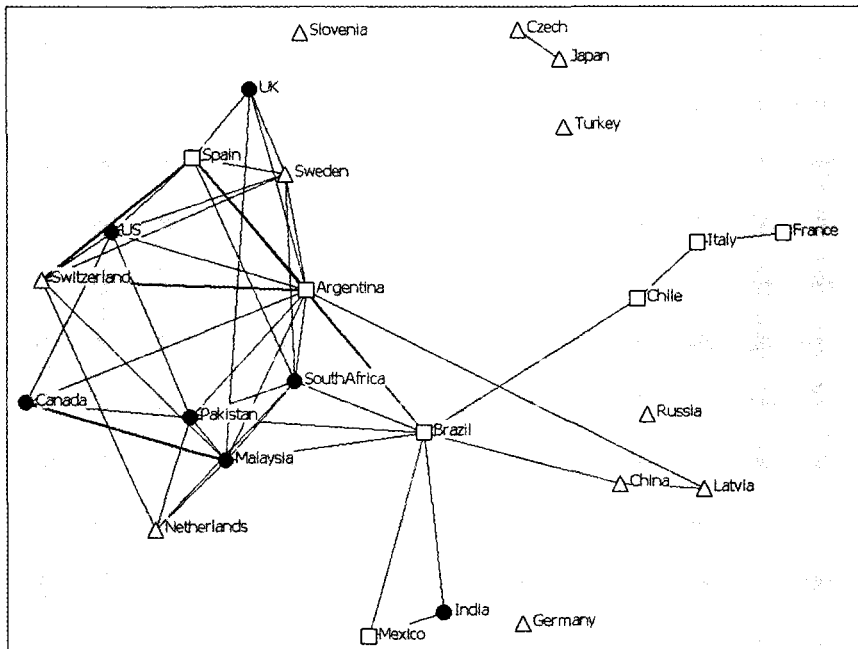 Slovenia
Czech
Japan
UK
Turkey
Spain
Sweden
US
Italy
France
Switzerland
Argentina
Chile
SouthAfrica
Canada
Pakistan
Russia
Brazil
Malaysia
China
Latvia
Netherlands
India
Germany
Mexico